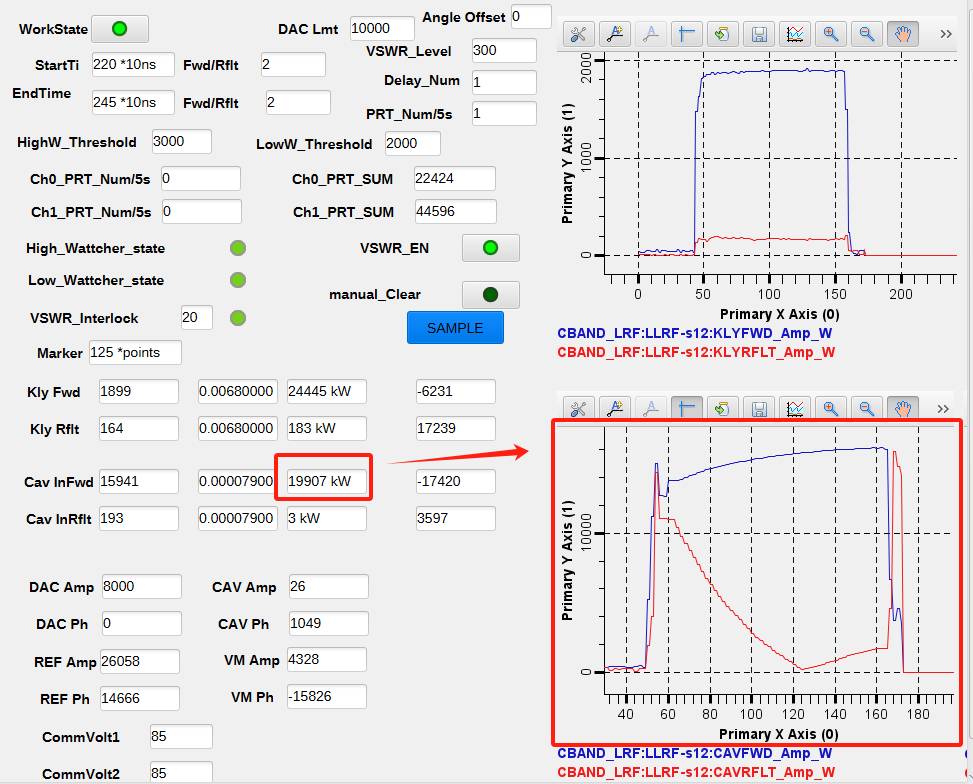 WorkState DAC Lmt 10000 Angle Offset 0
StartTi 220 *10ns Fwd/Rflt 2 VSWR_Level 300
EndTime 245 *10ns Fwd/Rflt 2 Delay_Num 1
PRT_Num/5s 1
HighW_Threshold 3000 LowW_Threshold 2000
Ch0_PRT_Num/5s 0 Ch0_PRT_SUM 22424
Ch1_PRT_Num/5s 0 Ch1_PRT_SUM 44596
High_Wattcher_state VSWR_EN
Low_Wattcher_state manual_Clear
VSWR_Interlock 20 SAMPLE
Marker 125 *points
Kly Fwd 1899 0.00680000 24445 kW -6231
Kly Rflt 164 0.00680000 183 kW 17239
Cav InFwd 15941 0.00007900 19907 kW -17420
Cav InRflt 193 0.00007900 3 kW 3597
DAC Amp 8000 CAV Amp 26
DAC Ph 0 CAV Ph 1049
REF Amp 26058 VM Amp 4328
REF Ph 14666 VM Ph -15826
CommVolt1 85
CommVolt2 85
Primary Y Axis (1)
2000
1000
0
0 50 100 150 200
Primary X Axis (0)
CBAND_LRF:LLRF-s12:KLYFWD_Amp_W
CBAND_LRF:LLRF-s12:KLYRFLT_Amp_W
Primary Y Axis (1)
10000
0
40 60 80 100 120 140 160 180
Primary X Axis (0)
CBAND_LRF:LLRF-s12:CAVFWD_Amp_W
CBAND_LRF:LLRF-s12:CAVRFLT_Amp_W